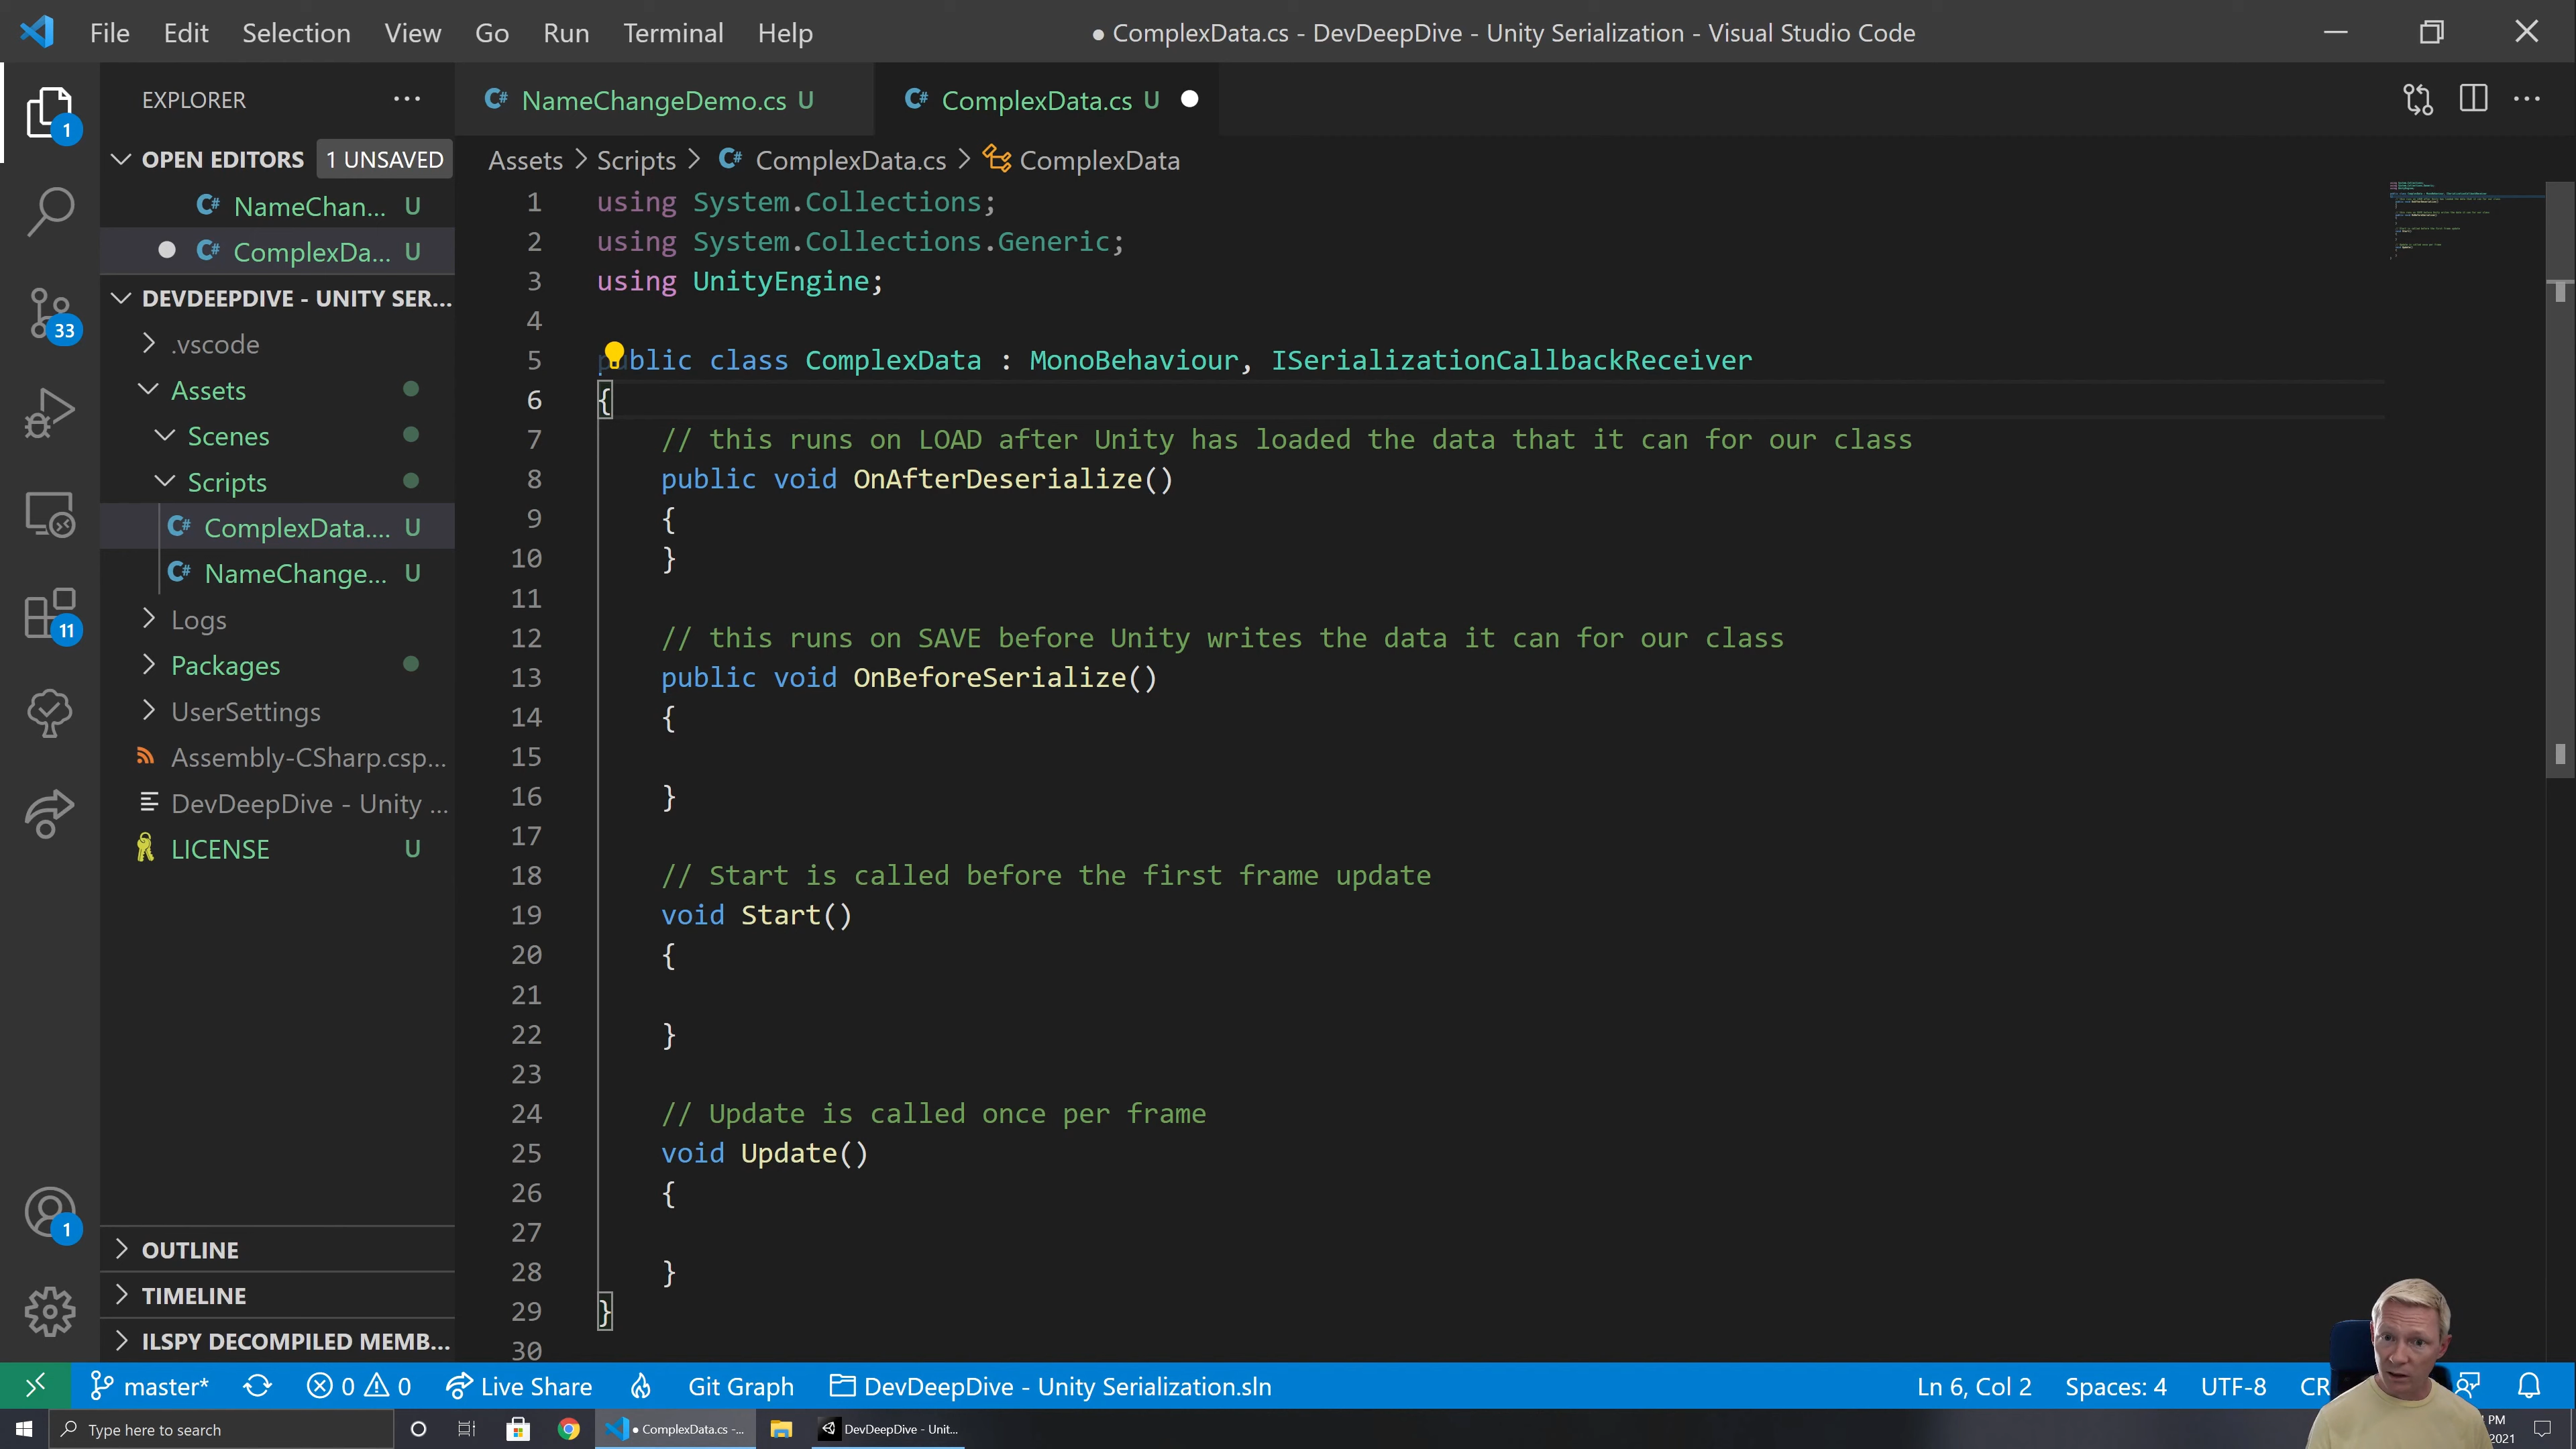 File Edit Selection View Go Run Terminal Help
● ComplexData.cs - DevDeepDive - Unity Serialization - Visual Studio Code
EXPLORER
OPEN EDITORS 1 UNSAVED
NameChan... U
ComplexDa... U
DEVDEEPDIVE - UNITY SER...
.vscode
Assets
Scenes
Scripts
ComplexData.... U
NameChange... U
Logs
Packages
UserSettings
Assembly-CSharp.csp...
DevDeepDive - Unity ...
LICENSE U
OUTLINE
TIMELINE
ILSPY DECOMPILED MEMB...
1
33
11
1
NameChangeDemo.cs U
ComplexData.cs U
Assets > Scripts > ComplexData.cs > ComplexData
1 using System.Collections;
2 using System.Collections.Generic;
3 using UnityEngine;
4
5 public class ComplexData : MonoBehaviour, ISerializationCallbackReceiver
6 {
7 // this runs on LOAD after Unity has loaded the data that it can for our class
8 public void OnAfterDeserialize()
9 {
10 }
11
12 // this runs on SAVE before Unity writes the data it can for our class
13 public void OnBeforeSerialize()
14 {
15
16 }
17
18 // Start is called before the first frame update
19 void Start()
20 {
21
22 }
23
24 // Update is called once per frame
25 void Update()
26 {
27
28 }
29 }
30
master* 0 0 Live Share Git Graph DevDeepDive - Unity Serialization.sln Ln 6, Col 2 Spaces: 4 UTF-8 CR
Type here to search
● ComplexData.cs -...
DevDeepDive - Unit...
PM
2021